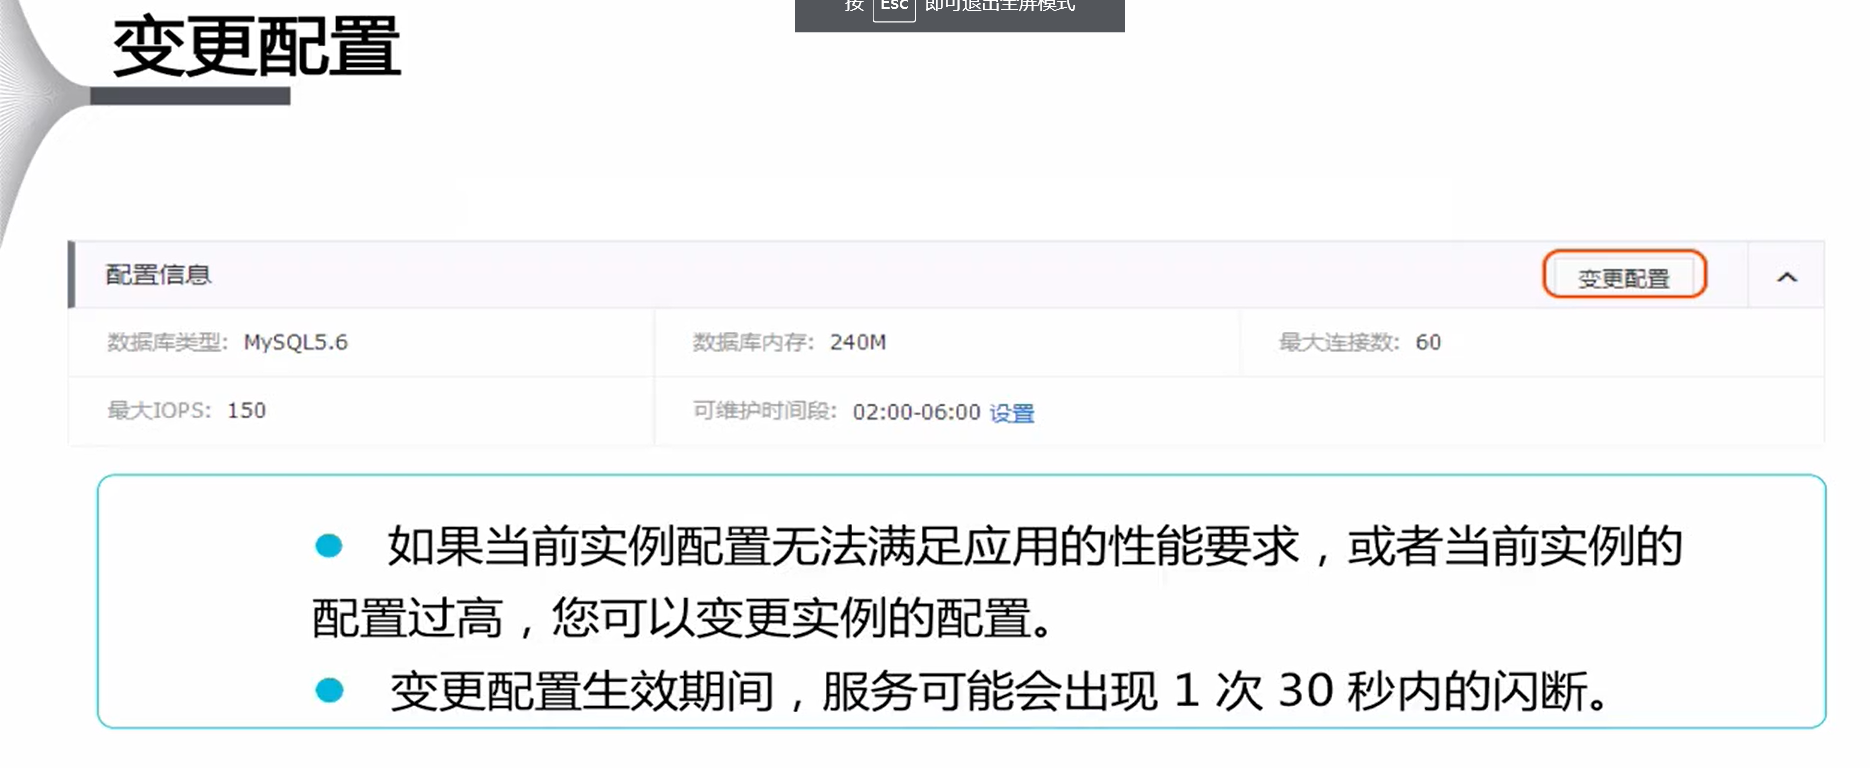 按 Esc 即可退出全屏模式
变更配置
配置信息 变更配置
数据库类型: MySQL5.6 数据库内存: 240M 最大连接数: 60
最大IOPS: 150 可维护时间段: 02:00-06:00 设置
● 如果当前实例配置无法满足应用的性能要求，或者当前实例的
配置过高，您可以变更实例的配置。
● 变更配置生效期间，服务可能会出现 1 次 30 秒内的闪断。